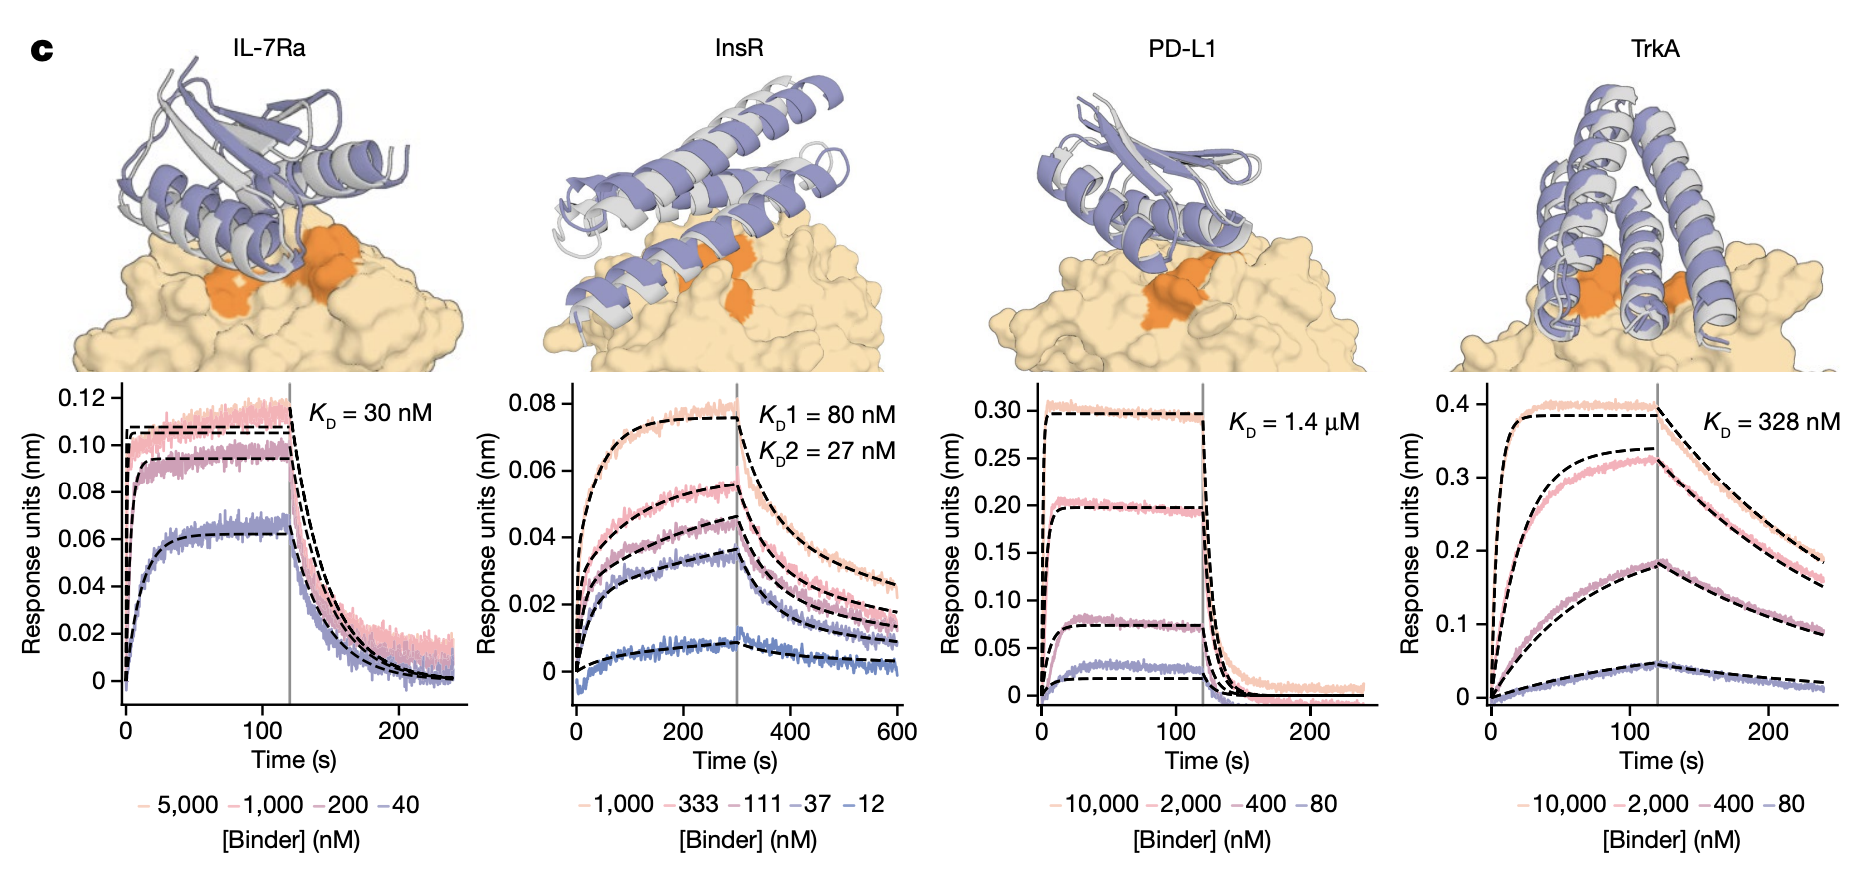 c
IL-7Ra
InsR
PD-L1
TrkA
Response units (nm)
0.12
0.10
0.08
0.06
0.04
0.02
0
K_D = 30 nM
0 100 200
Time (s)
5,000 1,000 200 40
[Binder] (nM)
Response units (nm)
0.08
0.06
0.04
0.02
0
K_D1 = 80 nM
K_D2 = 27 nM
0 200 400 600
Time (s)
1,000 333 111 37 12
[Binder] (nM)
Response units (nm)
0.30
0.25
0.20
0.15
0.10
0.05
0
K_D = 1.4 μM
0 100 200
Time (s)
10,000 2,000 400 80
[Binder] (nM)
Response units (nm)
0.4
0.3
0.2
0.1
0
K_D = 328 nM
0 100 200
Time (s)
10,000 2,000 400 80
[Binder] (nM)